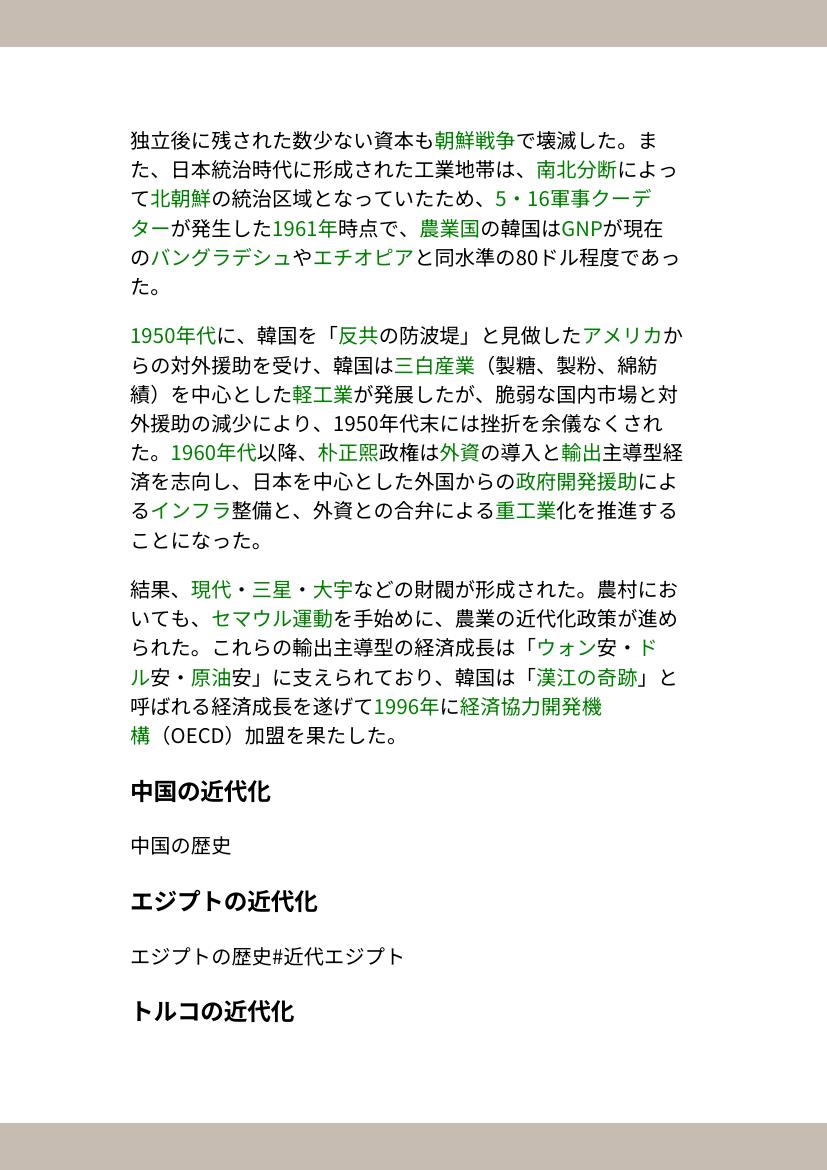 独立後に残された数少ない資本も朝鮮戦争で壊滅した。ま
た、日本統治時代に形成された工業地帯は、南北分断によっ
て北朝鮮の統治区域となっていたため、5・16軍事クーデ
ターが発生した1961年時点で、農業国の韓国はGNPが現在
のバングラデシュやエチオピアと同水準の80ドル程度であっ
た。
1950年代に、韓国を「反共の防波堤」と見做したアメリカか
らの対外援助を受け、韓国は三白産業（製糖、製粉、綿紡
績）を中心とした軽工業が発展したが、脆弱な国内市場と対
外援助の減少により、1950年代末には挫折を余儀なくされ
た。1960年代以降、朴正煕政権は外資の導入と輸出主導型経
済を志向し、日本を中心とした外国からの政府開発援助によ
るインフラ整備と、外資との合弁による重工業化を推進する
ことになった。
結果、現代・三星・大宇などの財閥が形成された。農村にお
いても、セマウル運動を手始めに、農業の近代化政策が進め
られた。これらの輸出主導型の経済成長は「ウォン安・ド
ル安・原油安」に支えられており、韓国は「漢江の奇跡」と
呼ばれる経済成長を遂げて1996年に経済協力開発機
構（OECD）加盟を果たした。
中国の近代化
中国の歴史
エジプトの近代化
エジプトの歴史#近代エジプト
トルコの近代化